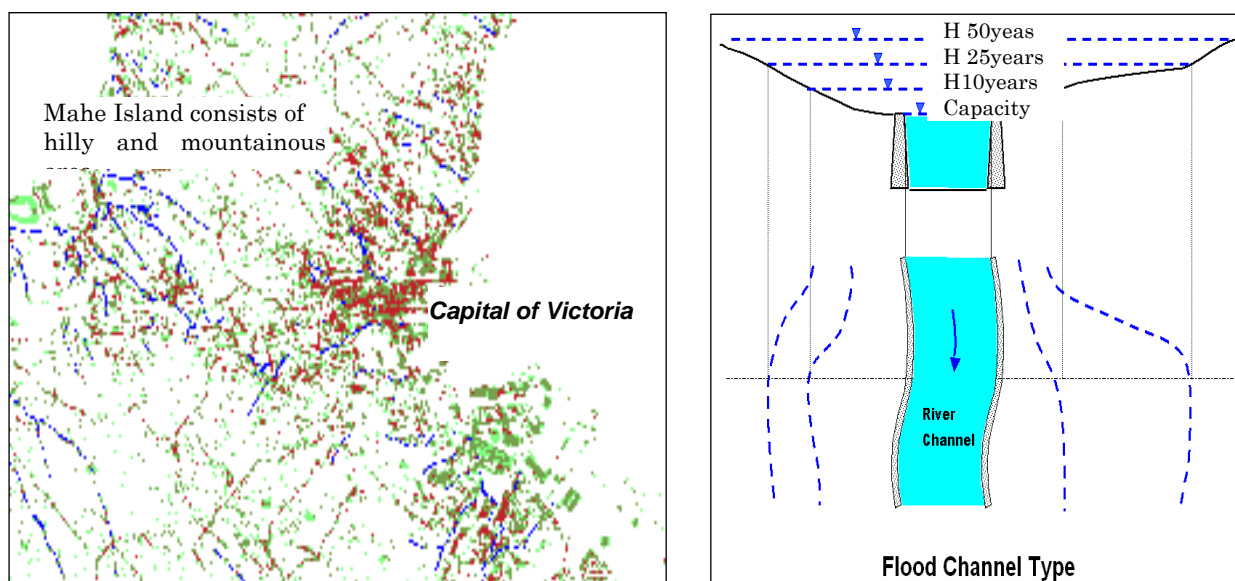 Mahe Island consists of
hilly and mountainous
Capital of Victoria
H 50yeas
H 25years
H10years
Capacity
River
Channel
Flood Channel Type